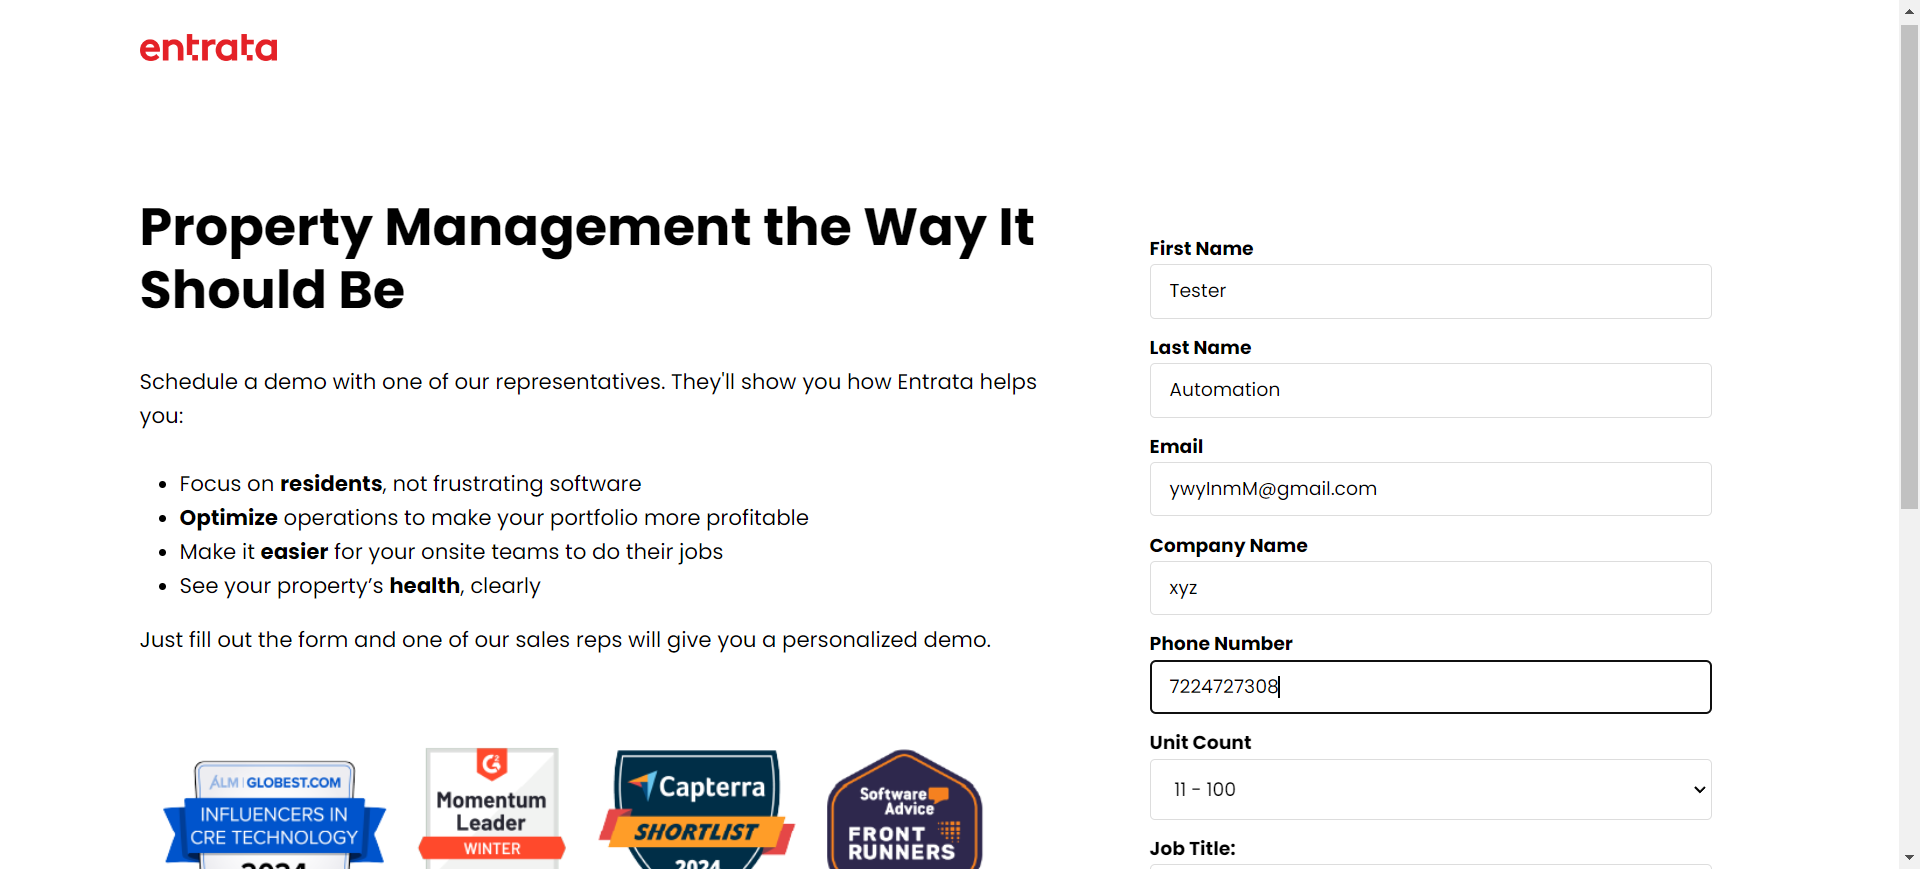 entrata
Property Management the Way It
Should Be
Schedule a demo with one of our representatives. They'll show you how Entrata helps
you:
Focus on residents, not frustrating software
Optimize operations to make your portfolio more profitable
Make it easier for your onsite teams to do their jobs
See your property’s health, clearly
Just fill out the form and one of our sales reps will give you a personalized demo.
ALM | GLOBEST.COM
INFLUENCERS IN
CRE TECHNOLOGY
2024
G2
Momentum
Leader
WINTER
Capterra
SHORTLIST
2024
Software
Advice
FRONT
RUNNERS
First Name
Tester
Last Name
Automation
Email
ywyInmM@gmail.com
Company Name
xyz
Phone Number
7224727308
Unit Count
11 - 100
Job Title: